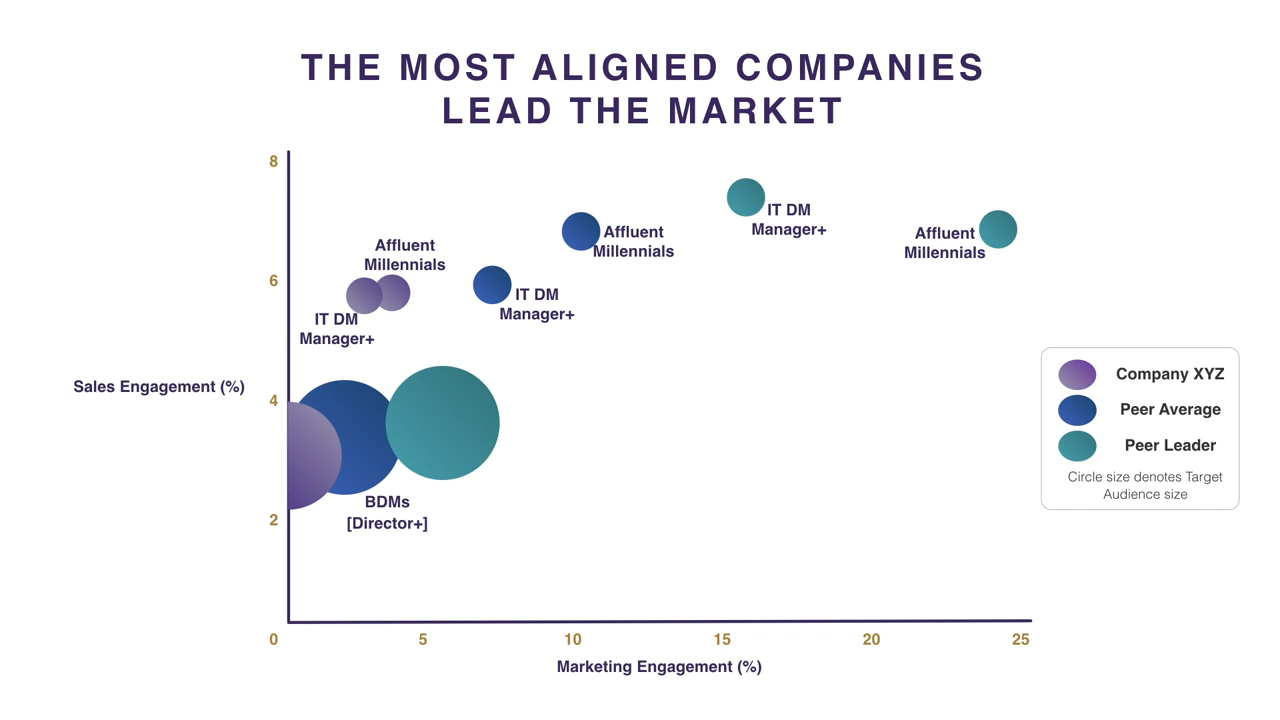 THE MOST ALIGNED COMPANIES
LEAD THE MARKET
8
6
4
2
0
5
10
15
20
25
Sales Engagement (%)
Marketing Engagement (%)
Affluent
Millennials
IT DM
Manager+
Affluent
Millennials
IT DM
Manager+
IT DM
Manager+
Affluent
Millennials
BDMs
[Director+]
Company XYZ
Peer Average
Peer Leader
Circle size denotes Target
Audience size